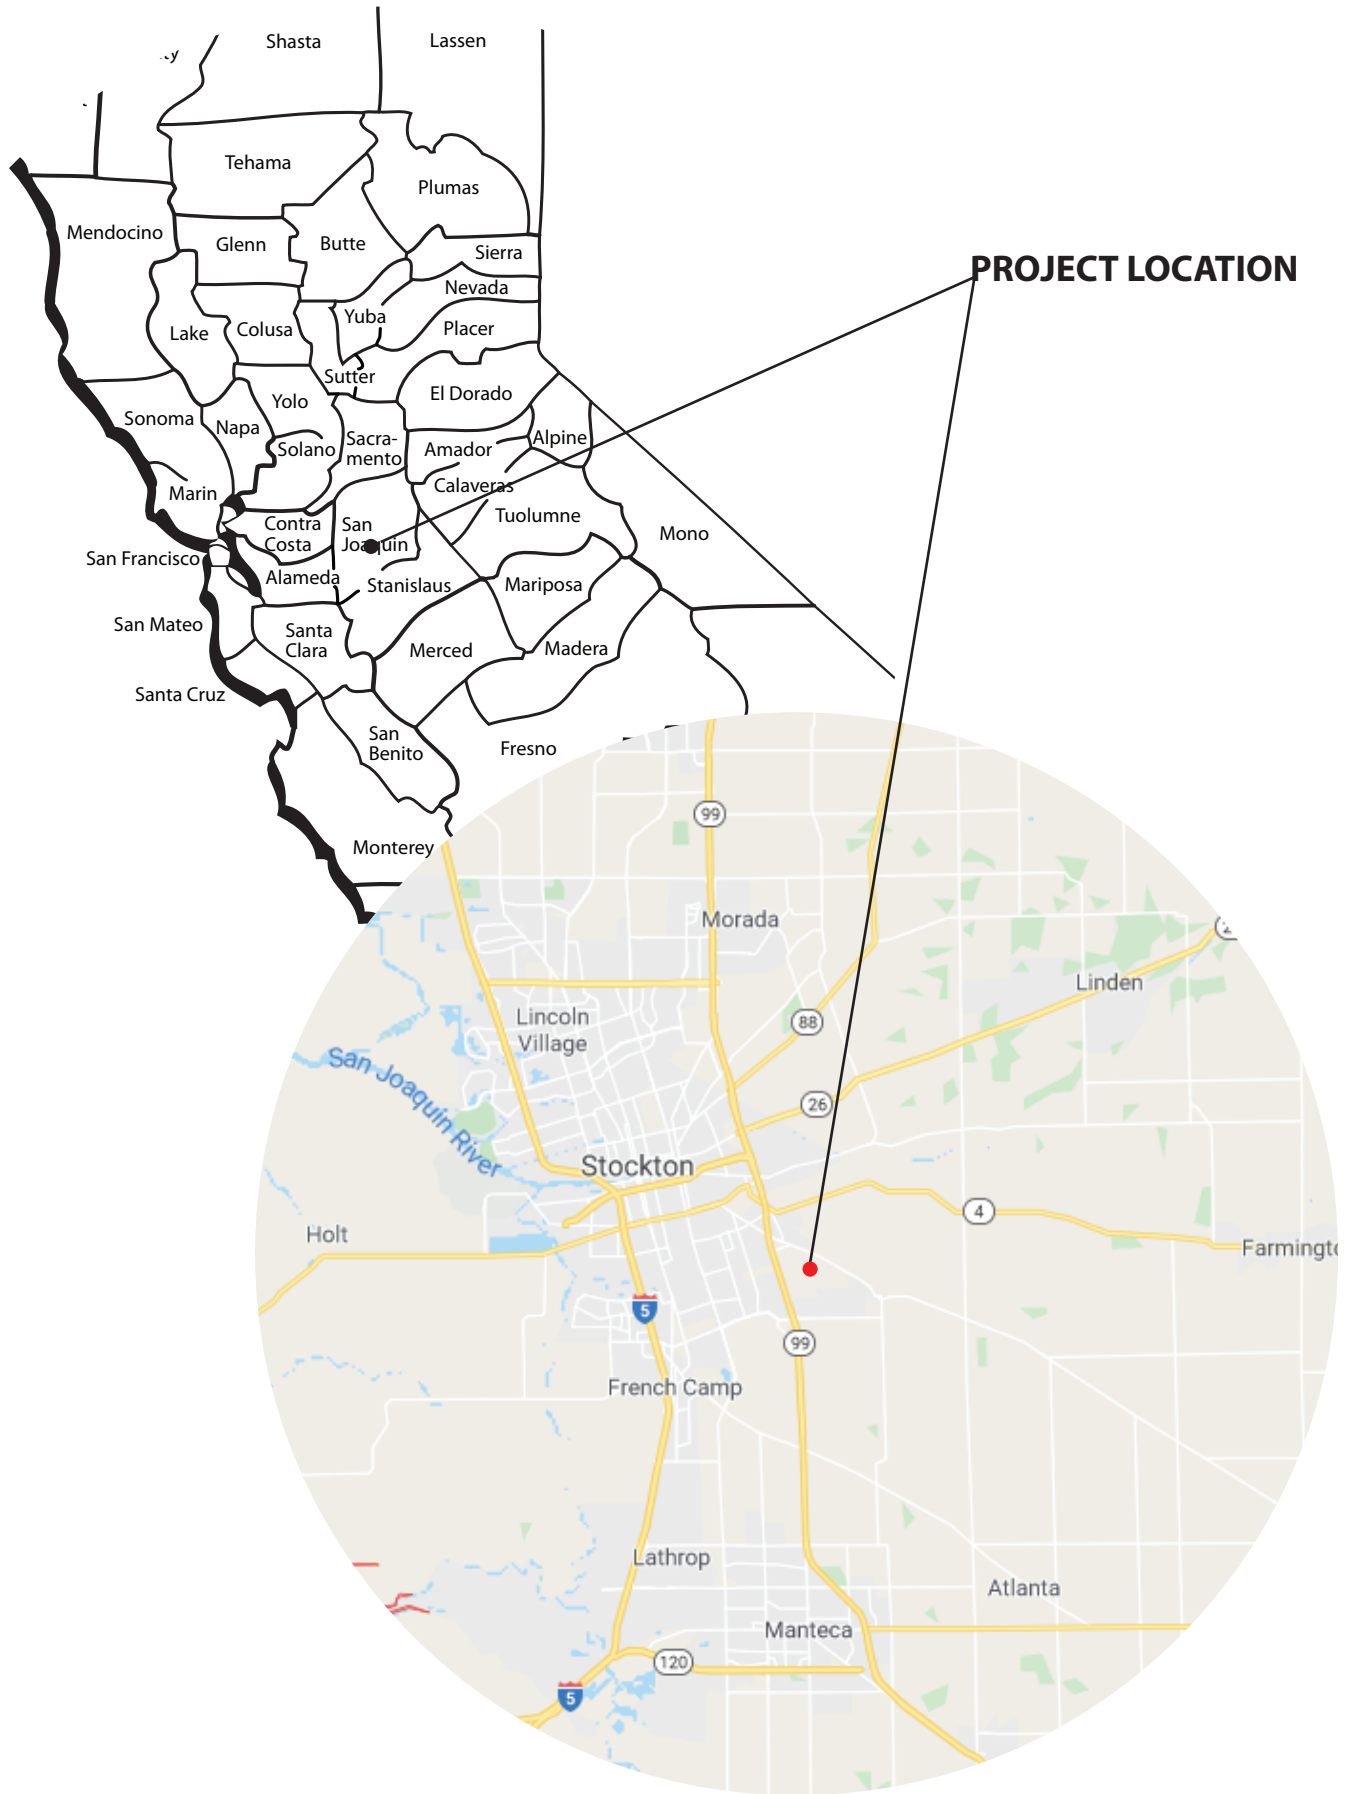 Shasta
Lassen
Tehama
Plumas
Mendocino
Glenn
Butte
Sierra
PROJECT LOCATION
Nevada
Yuba
Placer
Lake
Colusa
Sutter
El Dorado
Yolo
Sonoma
Napa
Sacra-
mento
Alpine
Solano
Amador
Calaveras
Marin
Tuolumne
Contra
Costa
San
Joaquin
Mono
San Francisco
Alameda
Stanislaus
Mariposa
San Mateo
Santa
Clara
Merced
Madera
Santa Cruz
San
Benito
Fresno
Monterey
99
Morada
Linden
Lincoln
Village
88
San Joaquin River
26
Stockton
4
Holt
Farmingto
5
99
French Camp
Lathrop
Atlanta
Manteca
120
5